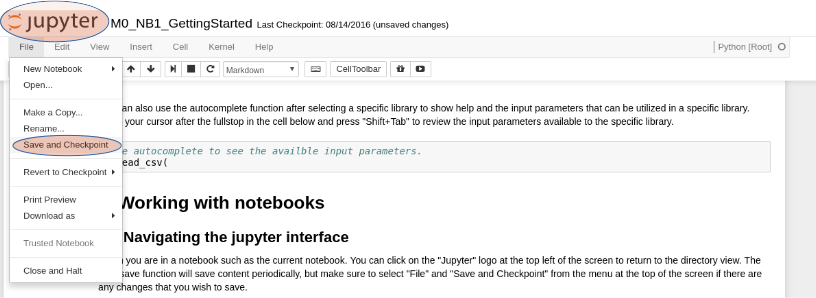 jupyter M0_NB1_GettingStarted Last Checkpoint: 08/14/2016 (unsaved changes)
File Edit View Insert Cell Kernel Help Python [Root]
Markdown CellToolbar
New Notebook
Open...
Make a Copy...
Rename...
Save and Checkpoint
Revert to Checkpoint
Print Preview
Download as
Trusted Notebook
Close and Halt
an also use the autocomplete function after selecting a specific library to show help and the input parameters that can be utilized in a specific library.
your cursor after the fullstop in the cell below and press "Shift+Tab" to review the input parameters available to the specific library.
e autocomplete to see the availble input parameters.
ead_csv(
Working with notebooks
Navigating the jupyter interface
you are in a notebook such as the current notebook. You can click on the "Jupyter" logo at the top left of the screen to return to the directory view. The
save function will save content periodically, but make sure to select "File" and "Save and Checkpoint" from the menu at the top of the screen if there are
any changes that you wish to save.